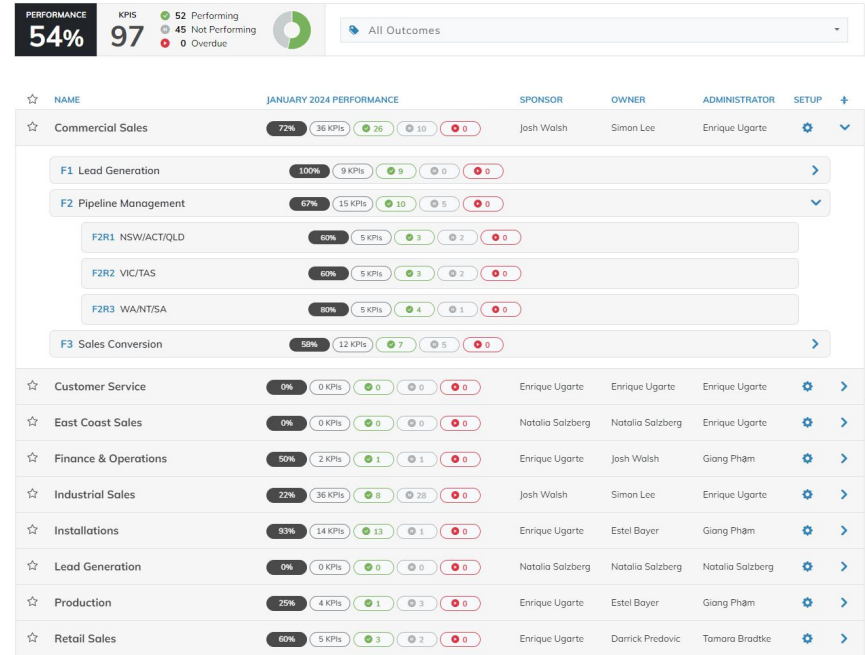 PERFORMANCE
54%
KPIS
97
52 Performing
45 Not Performing
0 Overdue
All Outcomes
NAME JANUARY 2024 PERFORMANCE SPONSOR OWNER ADMINISTRATOR SETUP
Commercial Sales 72% 36 KPIs 26 10 0 Josh Walsh Simon Lee Enrique Ugarte
F1 Lead Generation 100% 9 KPIs 9 0 0
F2 Pipeline Management 67% 15 KPIs 10 5 0
F2R1 NSW/ACT/QLD 60% 5 KPIs 3 2 0
F2R2 VIC/TAS 60% 5 KPIs 3 2 0
F2R3 WA/NT/SA 80% 5 KPIs 4 1 0
F3 Sales Conversion 58% 12 KPIs 7 5 0
Customer Service 0% 0 KPIs 0 0 0 Enrique Ugarte Enrique Ugarte Enrique Ugarte
East Coast Sales 0% 0 KPIs 0 0 0 Natalia Salzberg Natalia Salzberg Enrique Ugarte
Finance & Operations 50% 2 KPIs 1 1 0 Enrique Ugarte Josh Walsh Giang Phạm
Industrial Sales 22% 36 KPIs 8 28 0 Josh Walsh Simon Lee Enrique Ugarte
Installations 93% 14 KPIs 13 1 0 Enrique Ugarte Estel Bayer Giang Phạm
Lead Generation 0% 0 KPIs 0 0 0 Natalia Salzberg Natalia Salzberg Natalia Salzberg
Production 25% 4 KPIs 1 3 0 Enrique Ugarte Estel Bayer Giang Phạm
Retail Sales 60% 5 KPIs 3 2 0 Enrique Ugarte Darrick Predovic Tamara Bradtke